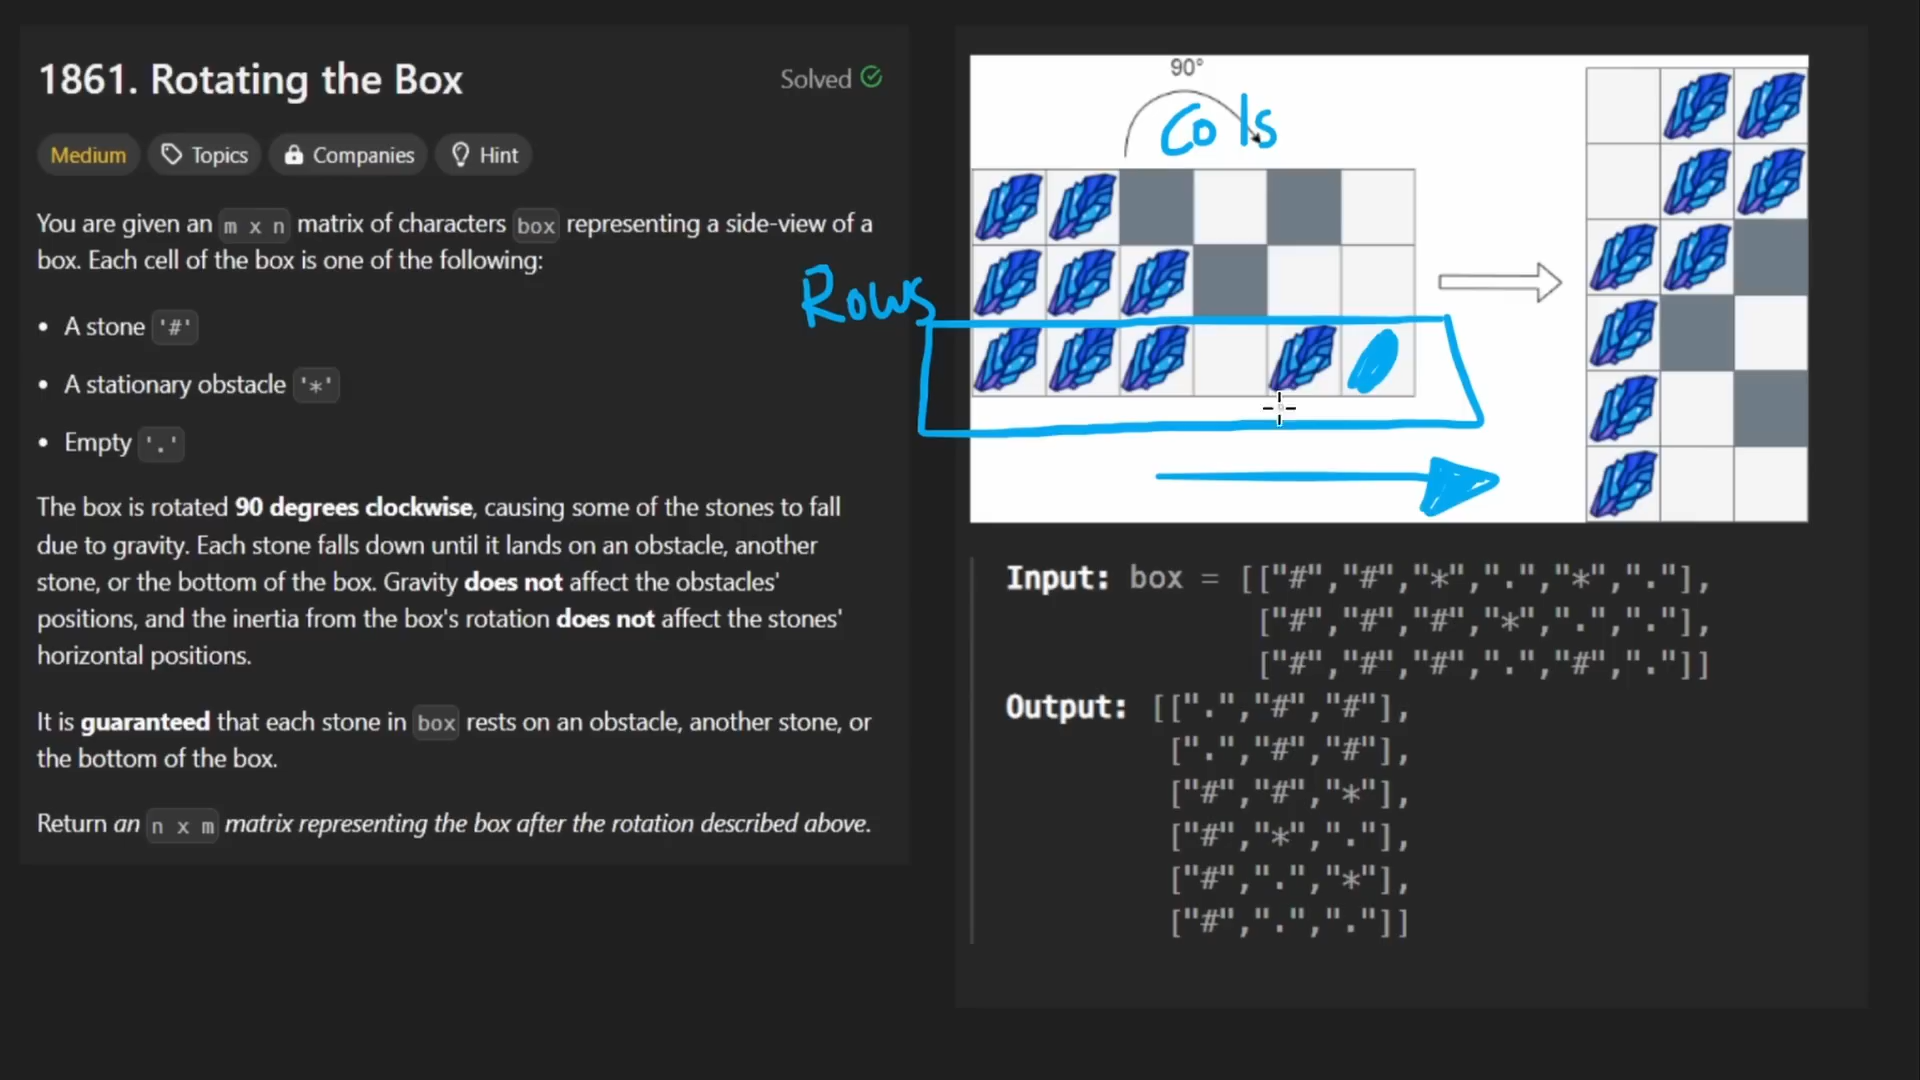 1861. Rotating the Box
Solved
Medium
Topics
Companies
Hint
You are given an m x n matrix of characters box representing a side-view of a
box. Each cell of the box is one of the following:
• A stone '#'
• A stationary obstacle '*'
• Empty '.'
The box is rotated 90 degrees clockwise, causing some of the stones to fall
due to gravity. Each stone falls down until it lands on an obstacle, another
stone, or the bottom of the box. Gravity does not affect the obstacles'
positions, and the inertia from the box's rotation does not affect the stones'
horizontal positions.
It is guaranteed that each stone in box rests on an obstacle, another stone, or
the bottom of the box.
Return an n x m matrix representing the box after the rotation described above.
90°
Cols
Rows
Input: box = [["#","#","*",".","*","."],
["#","#","#","*",".","."],
["#","#","#",".","#","."]]
Output: [[".","#","#"],
[".","#","#"],
["#","#","*"],
["#","*","."],
["#",".","*"],
["#",".","."]]